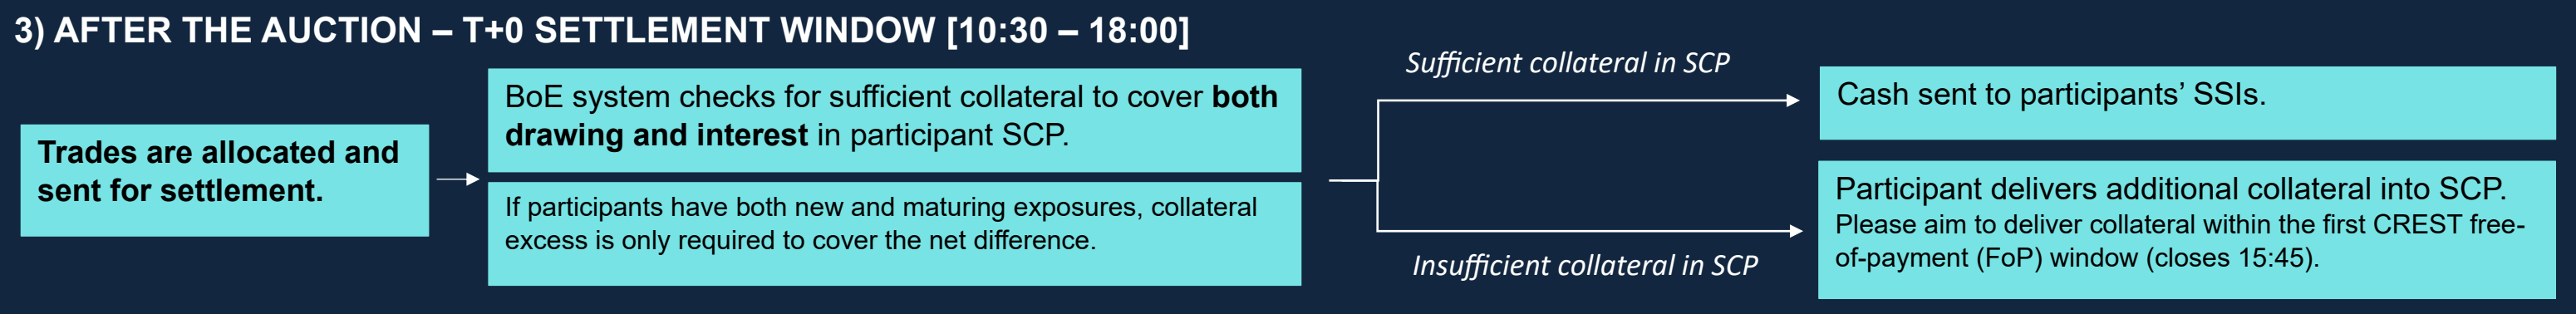 3) AFTER THE AUCTION – T+0 SETTLEMENT WINDOW [10:30 – 18:00]
Trades are allocated and
sent for settlement.
BoE system checks for sufficient collateral to cover both
drawing and interest in participant SCP.
If participants have both new and maturing exposures, collateral
excess is only required to cover the net difference.
Sufficient collateral in SCP
Cash sent to participants’ SSIs.
Insufficient collateral in SCP
Participant delivers additional collateral into SCP.
Please aim to deliver collateral within the first CREST free-
of-payment (FoP) window (closes 15:45).